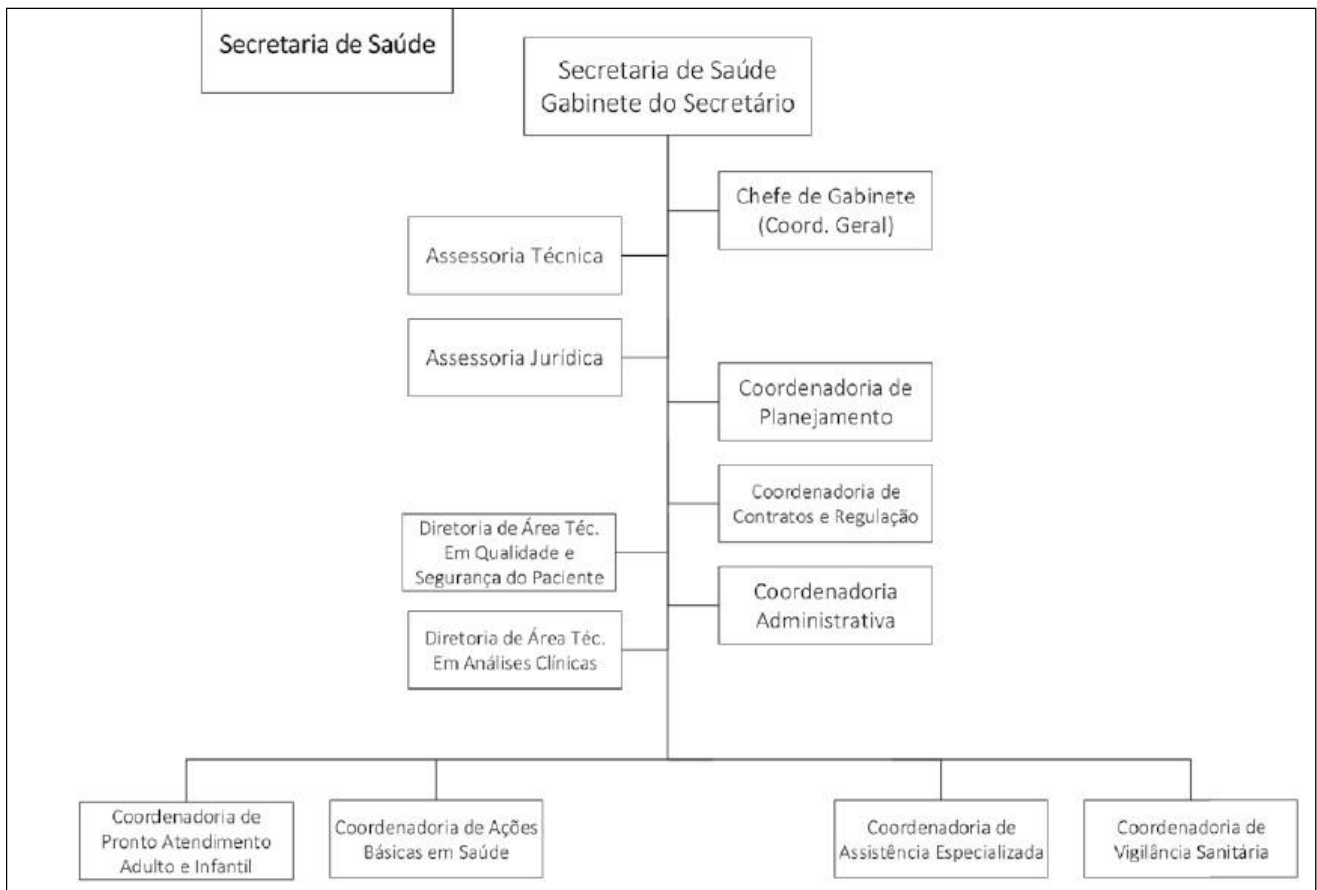 Secretaria de Saúde
Secretaria de Saúde
Gabinete do Secretário
Chefe de Gabinete
(Coord. Geral)
Assessoria Técnica
Assessoria Jurídica
Coordenadoria de
Planejamento
Coordenadoria de
Contratos e Regulação
Diretoria de Área Téc.
Em Qualidade e
Segurança do Paciente
Coordenadoria
Administrativa
Diretoria de Área Téc.
Em Análises Clínicas
Coordenadoria de
Pronto Atendimento
Adulto e Infantil
Coordenadoria de Ações
Básicas em Saúde
Coordenadoria de
Assistência Especializada
Coordenadoria de
Vigilância Sanitária